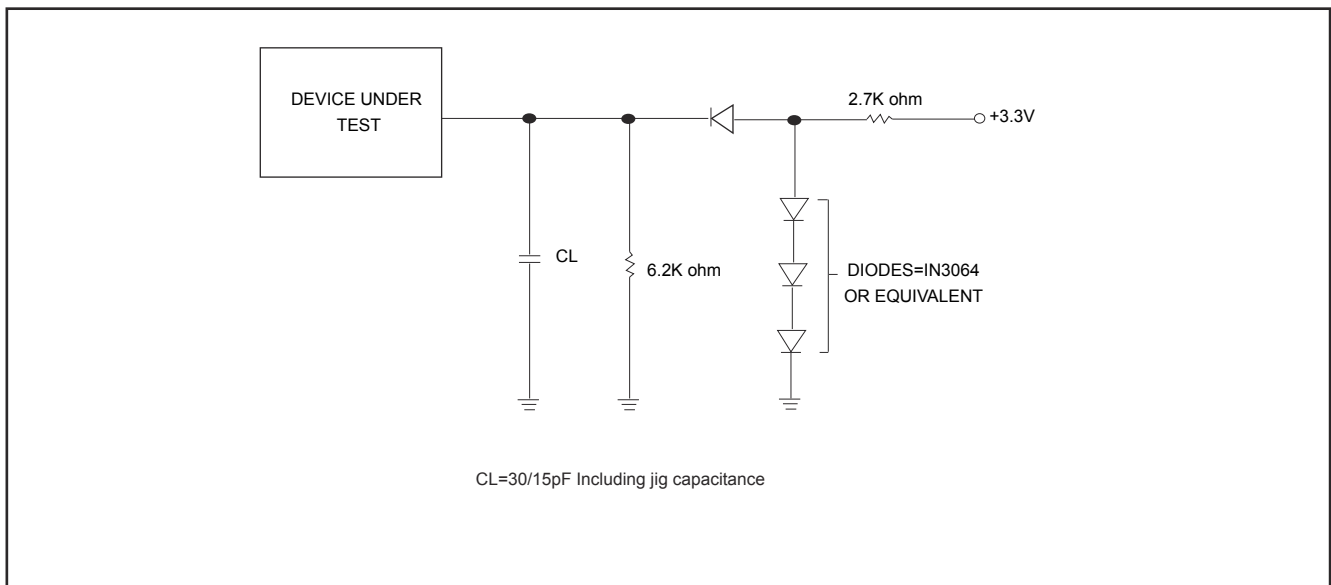 DEVICE UNDER
TEST
2.7K ohm
+3.3V
CL
6.2K ohm
DIODES=IN3064
OR EQUIVALENT
CL=30/15pF Including jig capacitance